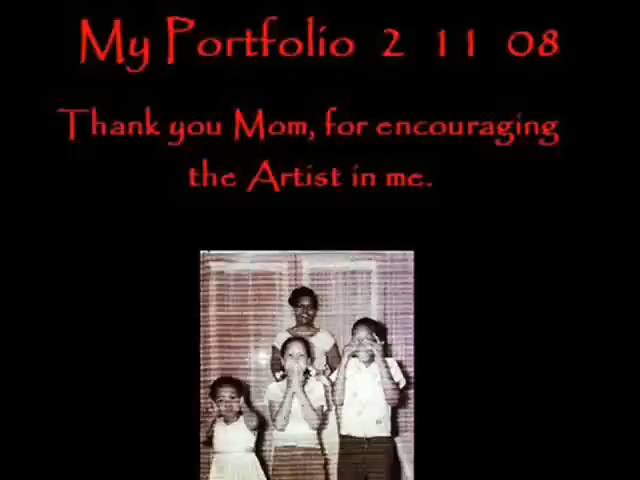 My Portfolio 2 11 08
Thank you Mom, for encouraging
the Artist in me.